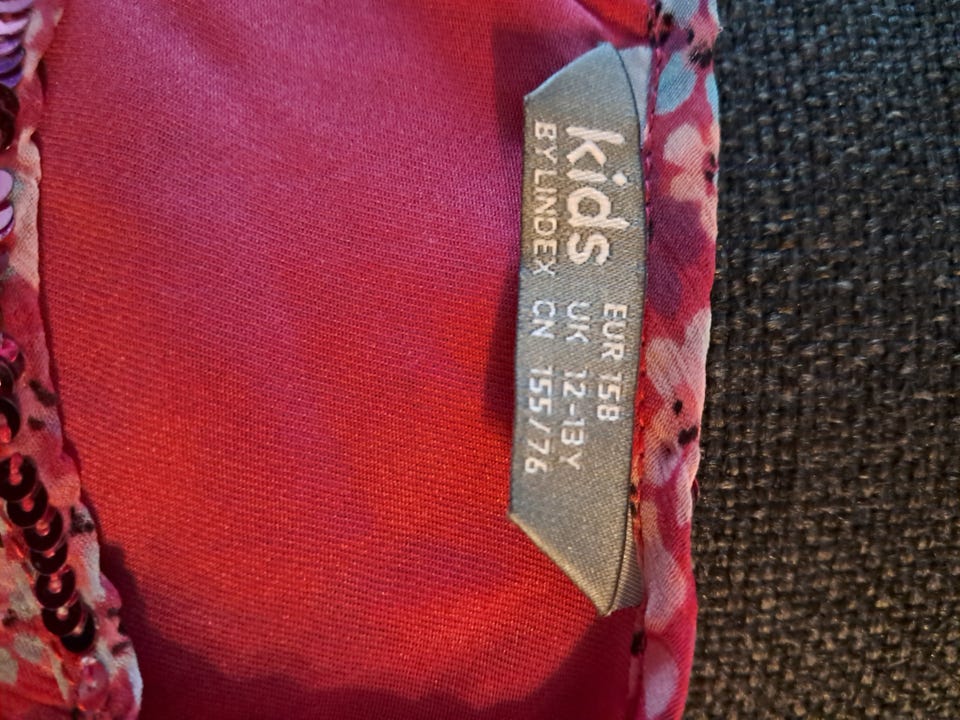 kids
BY LINDEX
EUR 158
UK 12-13Y
CN 155/76